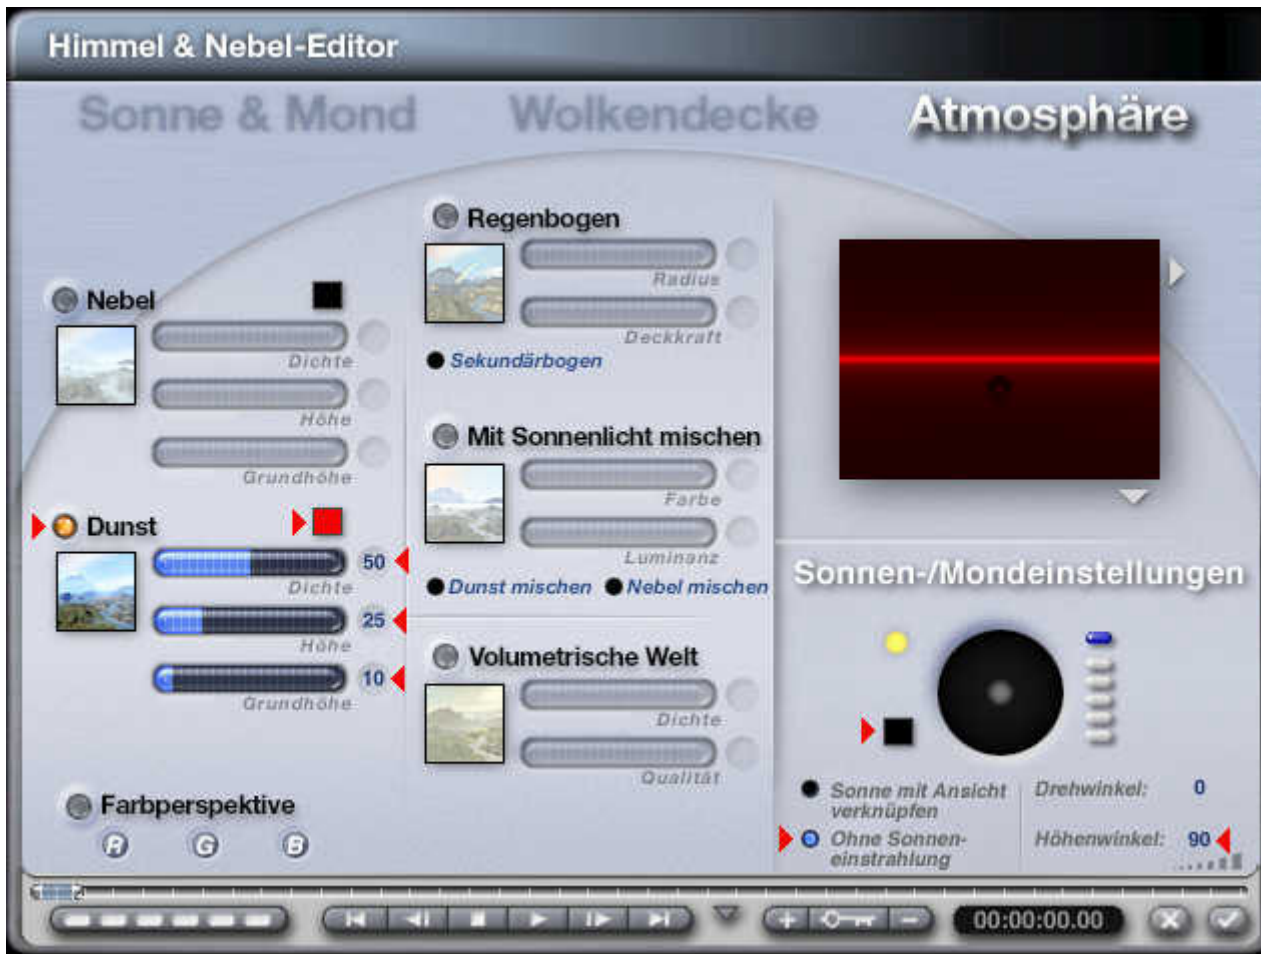 Himmel & Nebel-Editor
Sonne & Mond
Wolkendecke
Atmosphäre
Nebel
Dichte
Höhe
Grundhöhe
Dunst
50
Dichte
25
Höhe
10
Grundhöhe
Farbperspektive
R G B
Regenbogen
Radius
Deckkraft
Sekundärbogen
Mit Sonnenlicht mischen
Farbe
Luminanz
Dunst mischen Nebel mischen
Volumetrische Welt
Dichte
Qualität
Sonnen-/Mondeinstellungen
Sonne mit Ansicht
verknüpfen
Ohne Sonnen-
einstrahlung
Drehwinkel: 0
Höhenwinkel: 90
00:00:00.00